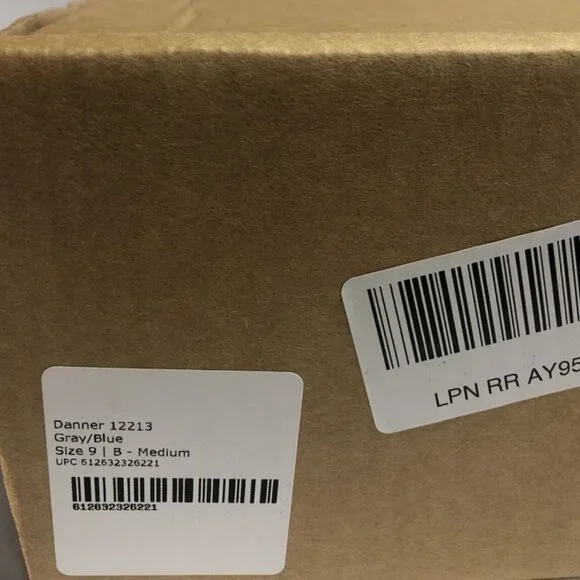 LPN RR AY95
Danner 12213
Gray/Blue
Size 9 | B - Medium
UPC 612632326221
612632326221